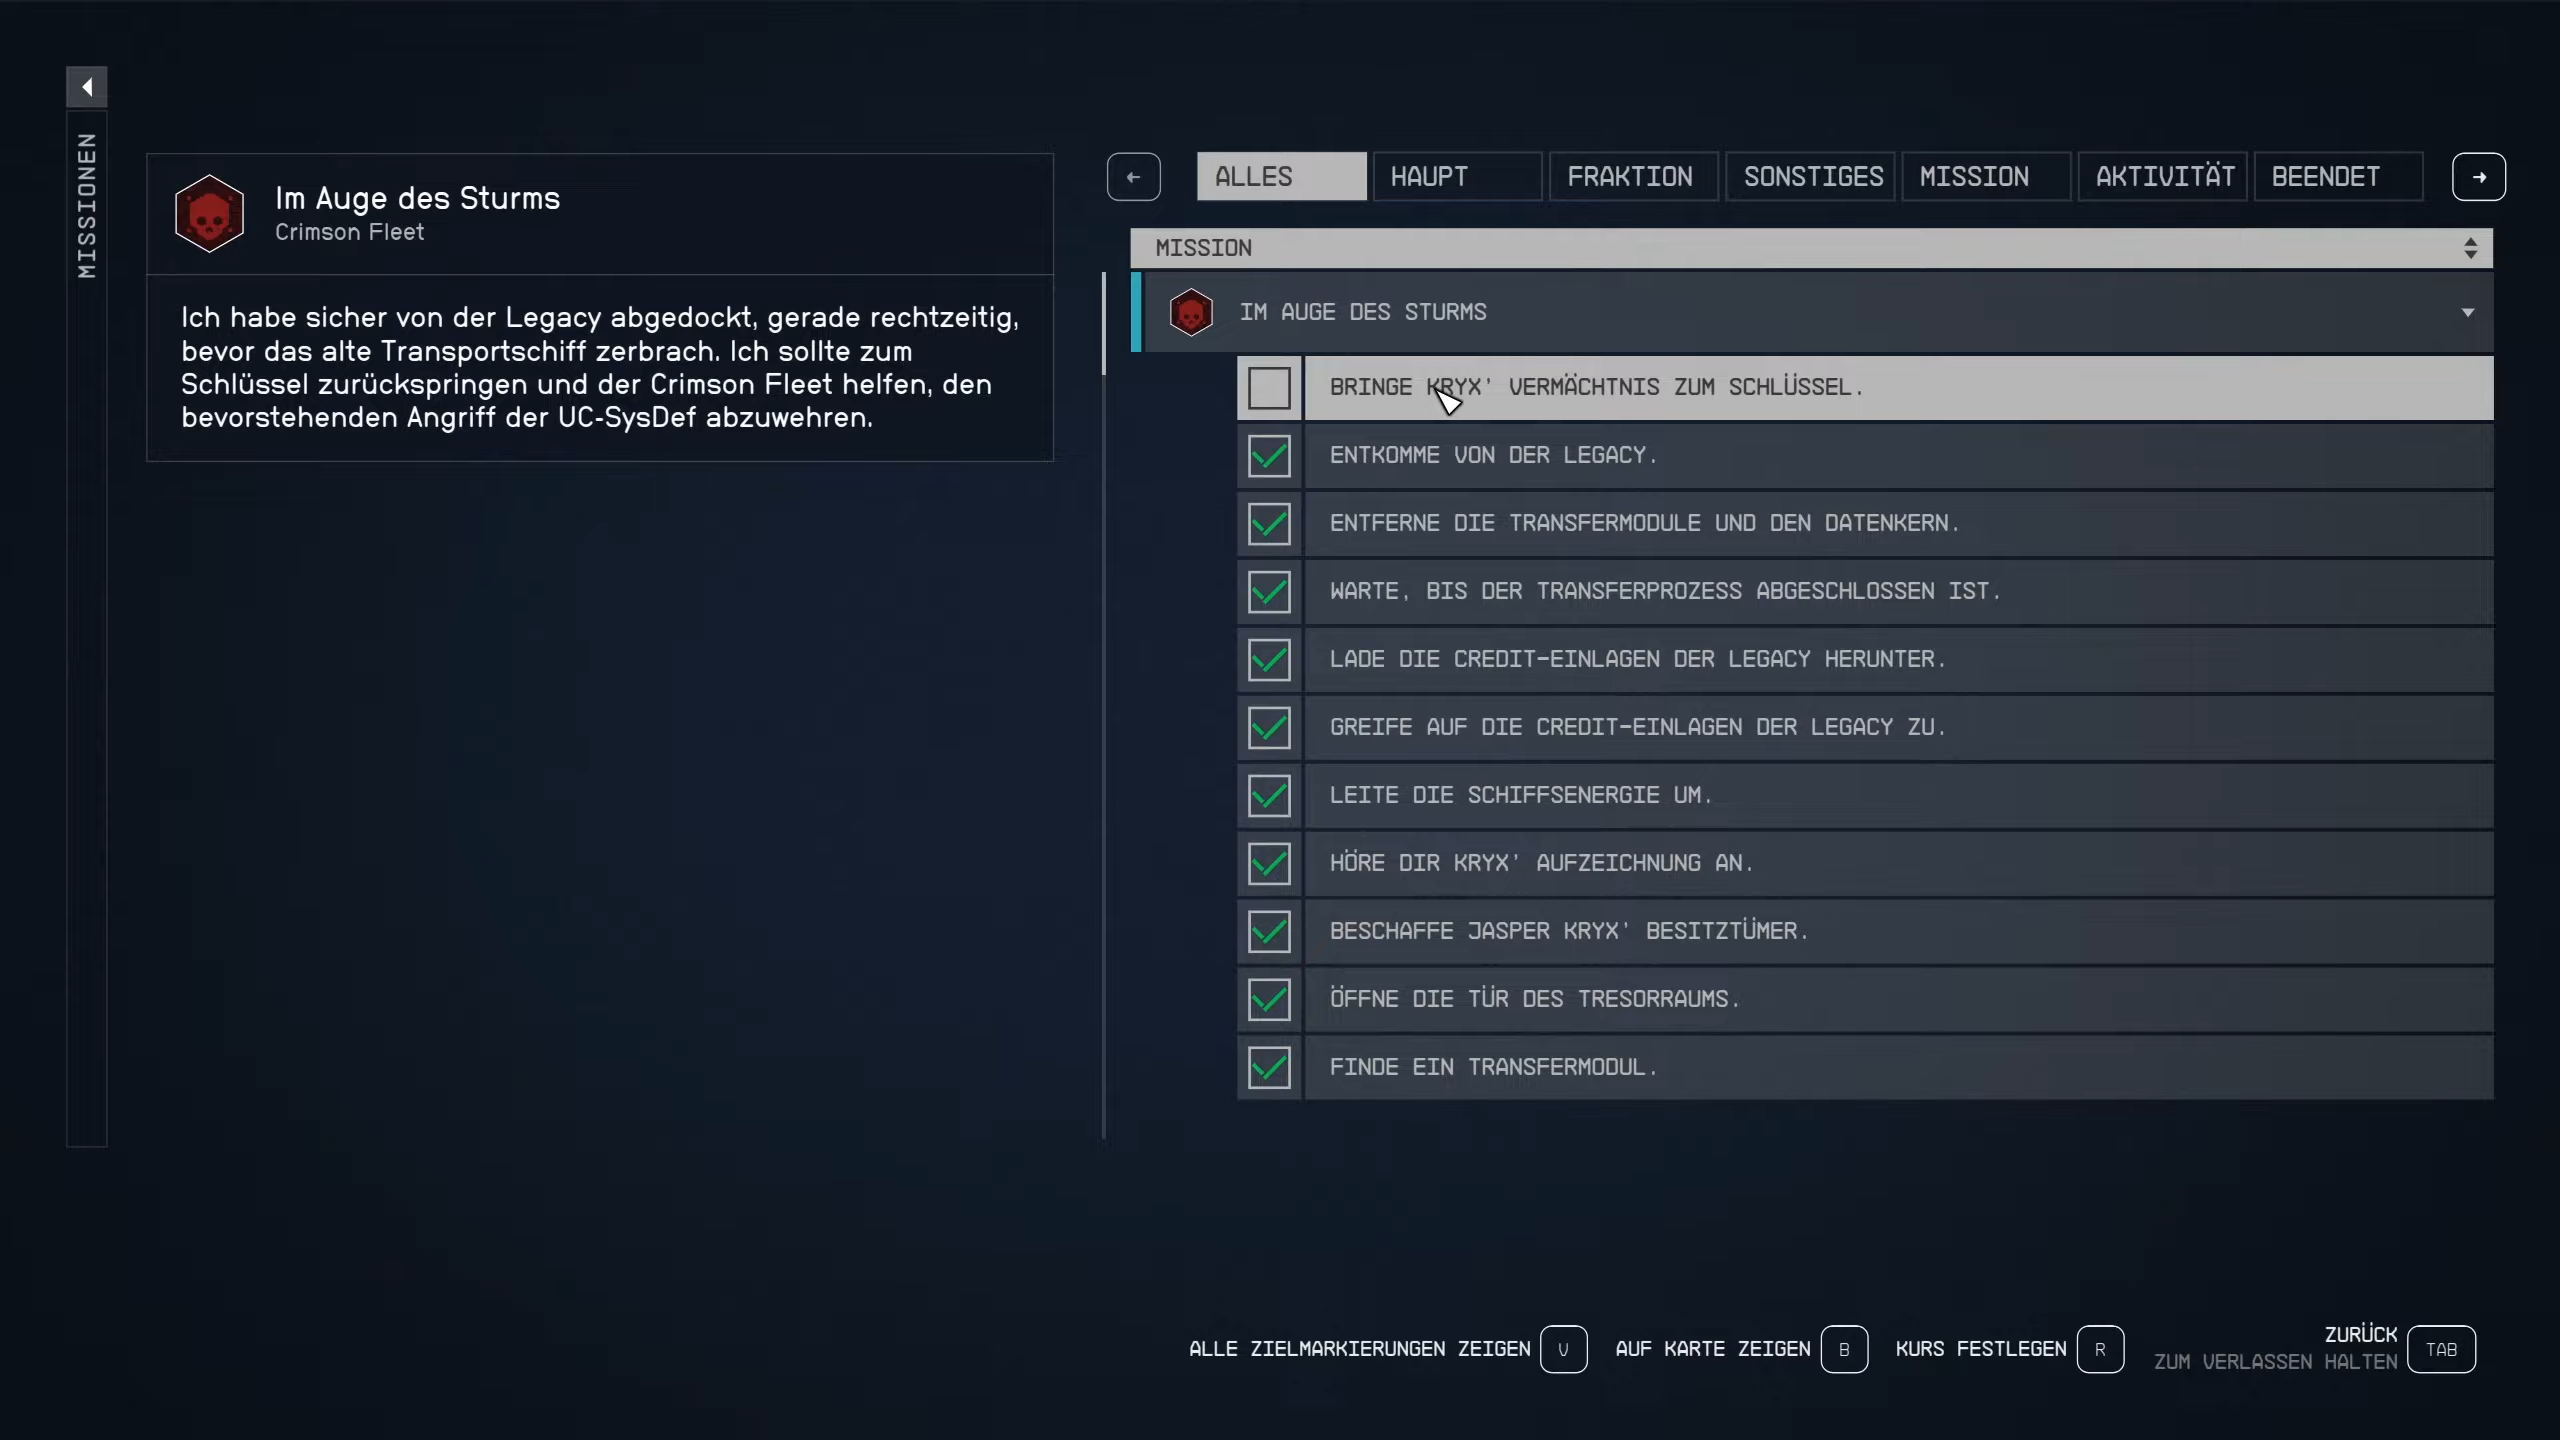 MISSIONEN
Im Auge des Sturms
Crimson Fleet
Ich habe sicher von der Legacy abgedockt, gerade rechtzeitig,
bevor das alte Transportschiff zerbrach. Ich sollte zum
Schlüssel zurückspringen und der Crimson Fleet helfen, den
bevorstehenden Angriff der UC-SysDef abzuwehren.
ALLES HAUPT FRAKTION SONSTIGES MISSION AKTIVITÄT BEENDET
MISSION
IM AUGE DES STURMS
BRINGE KRYX' VERMÄCHTNIS ZUM SCHLÜSSEL.
ENTKOMME VON DER LEGACY.
ENTFERNE DIE TRANSFERMODULE UND DEN DATENKERN.
WARTE, BIS DER TRANSFERPROZESS ABGESCHLOSSEN IST.
LADE DIE CREDIT-EINLAGEN DER LEGACY HERUNTER.
GREIFE AUF DIE CREDIT-EINLAGEN DER LEGACY ZU.
LEITE DIE SCHIFFSENERGIE UM.
HÖRE DIR KRYX' AUFZEICHNUNG AN.
BESCHAFFE JASPER KRYX' BESITZTÜMER.
ÖFFNE DIE TÜR DES TRESORRAUMS.
FINDE EIN TRANSFERMODUL.
ALLE ZIELMARKIERUNGEN ZEIGEN V AUF KARTE ZEIGEN B KURS FESTLEGEN R ZURÜCK TAB
ZUM VERLASSEN HALTEN